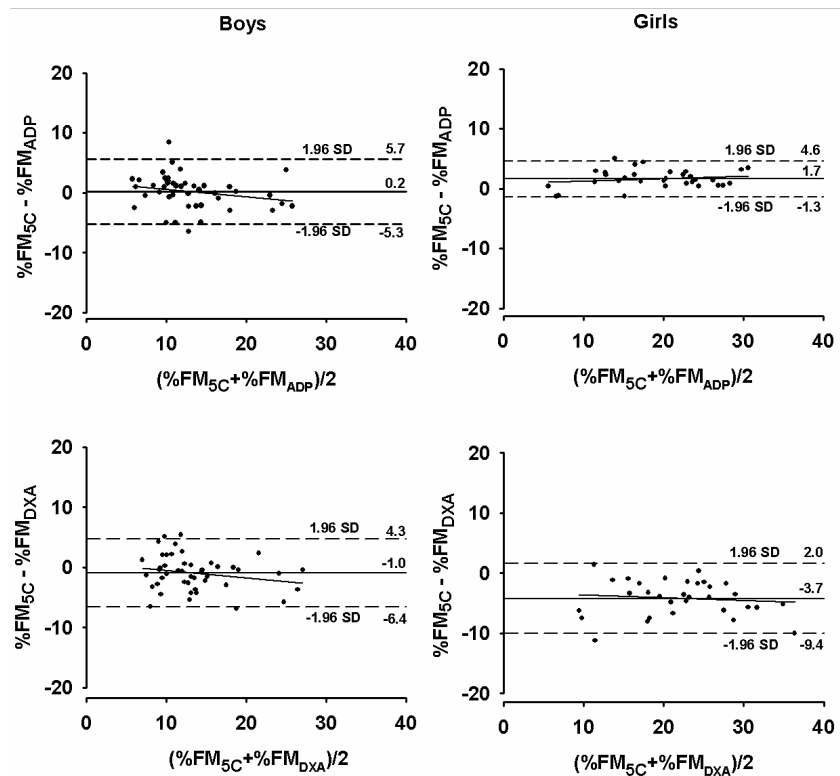 Boys
20
10
0
-10
-20
%FM5C - %FMADP
1.96 SD 5.7
0.2
-1.96 SD -5.3
0 10 20 30 40
(%FM5C+%FMADP)/2
Girls
20
10
0
-10
-20
%FM5C - %FMADP
1.96 SD 4.6
1.7
-1.96 SD -1.3
0 10 20 30 40
(%FM5C+%FMADP)/2
20
10
0
-10
-20
%FM5C - %FMDXA
1.96 SD 4.3
-1.0
-1.96 SD -6.4
0 10 20 30 40
(%FM5C+%FMDXA)/2
20
10
0
-10
-20
%FM5C - %FMDXA
1.96 SD 2.0
-3.7
-1.96 SD -9.4
0 10 20 30 40
(%FM5C+%FMDXA)/2